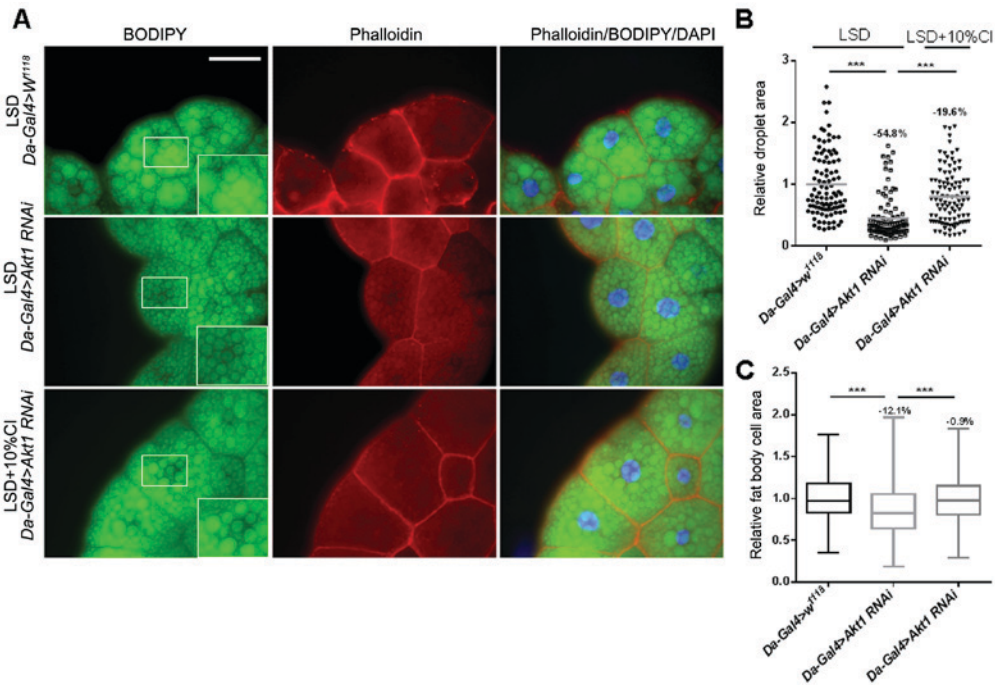 A
BODIPY
Phalloidin
Phalloidin/BODIPY/DAPI
LSD
Da-Gal4>W1118
LSD
Da-Gal4>Akt1 RNAi
LSD+10%CI
Da-Gal4>Akt1 RNAi
B
LSD
LSD+10%CI
***
***
-54.8%
-19.6%
Relative droplet area
3
2
1
0
Da-Gal4>w1118
Da-Gal4>Akt1 RNAi
Da-Gal4>Akt1 RNAi
C
***
***
-12.1%
-0.9%
Relative fat body cell area
2.5
2.0
1.5
1.0
0.5
0.0
Da-Gal4>w1118
Da-Gal4>Akt1 RNAi
Da-Gal4>Akt1 RNAi